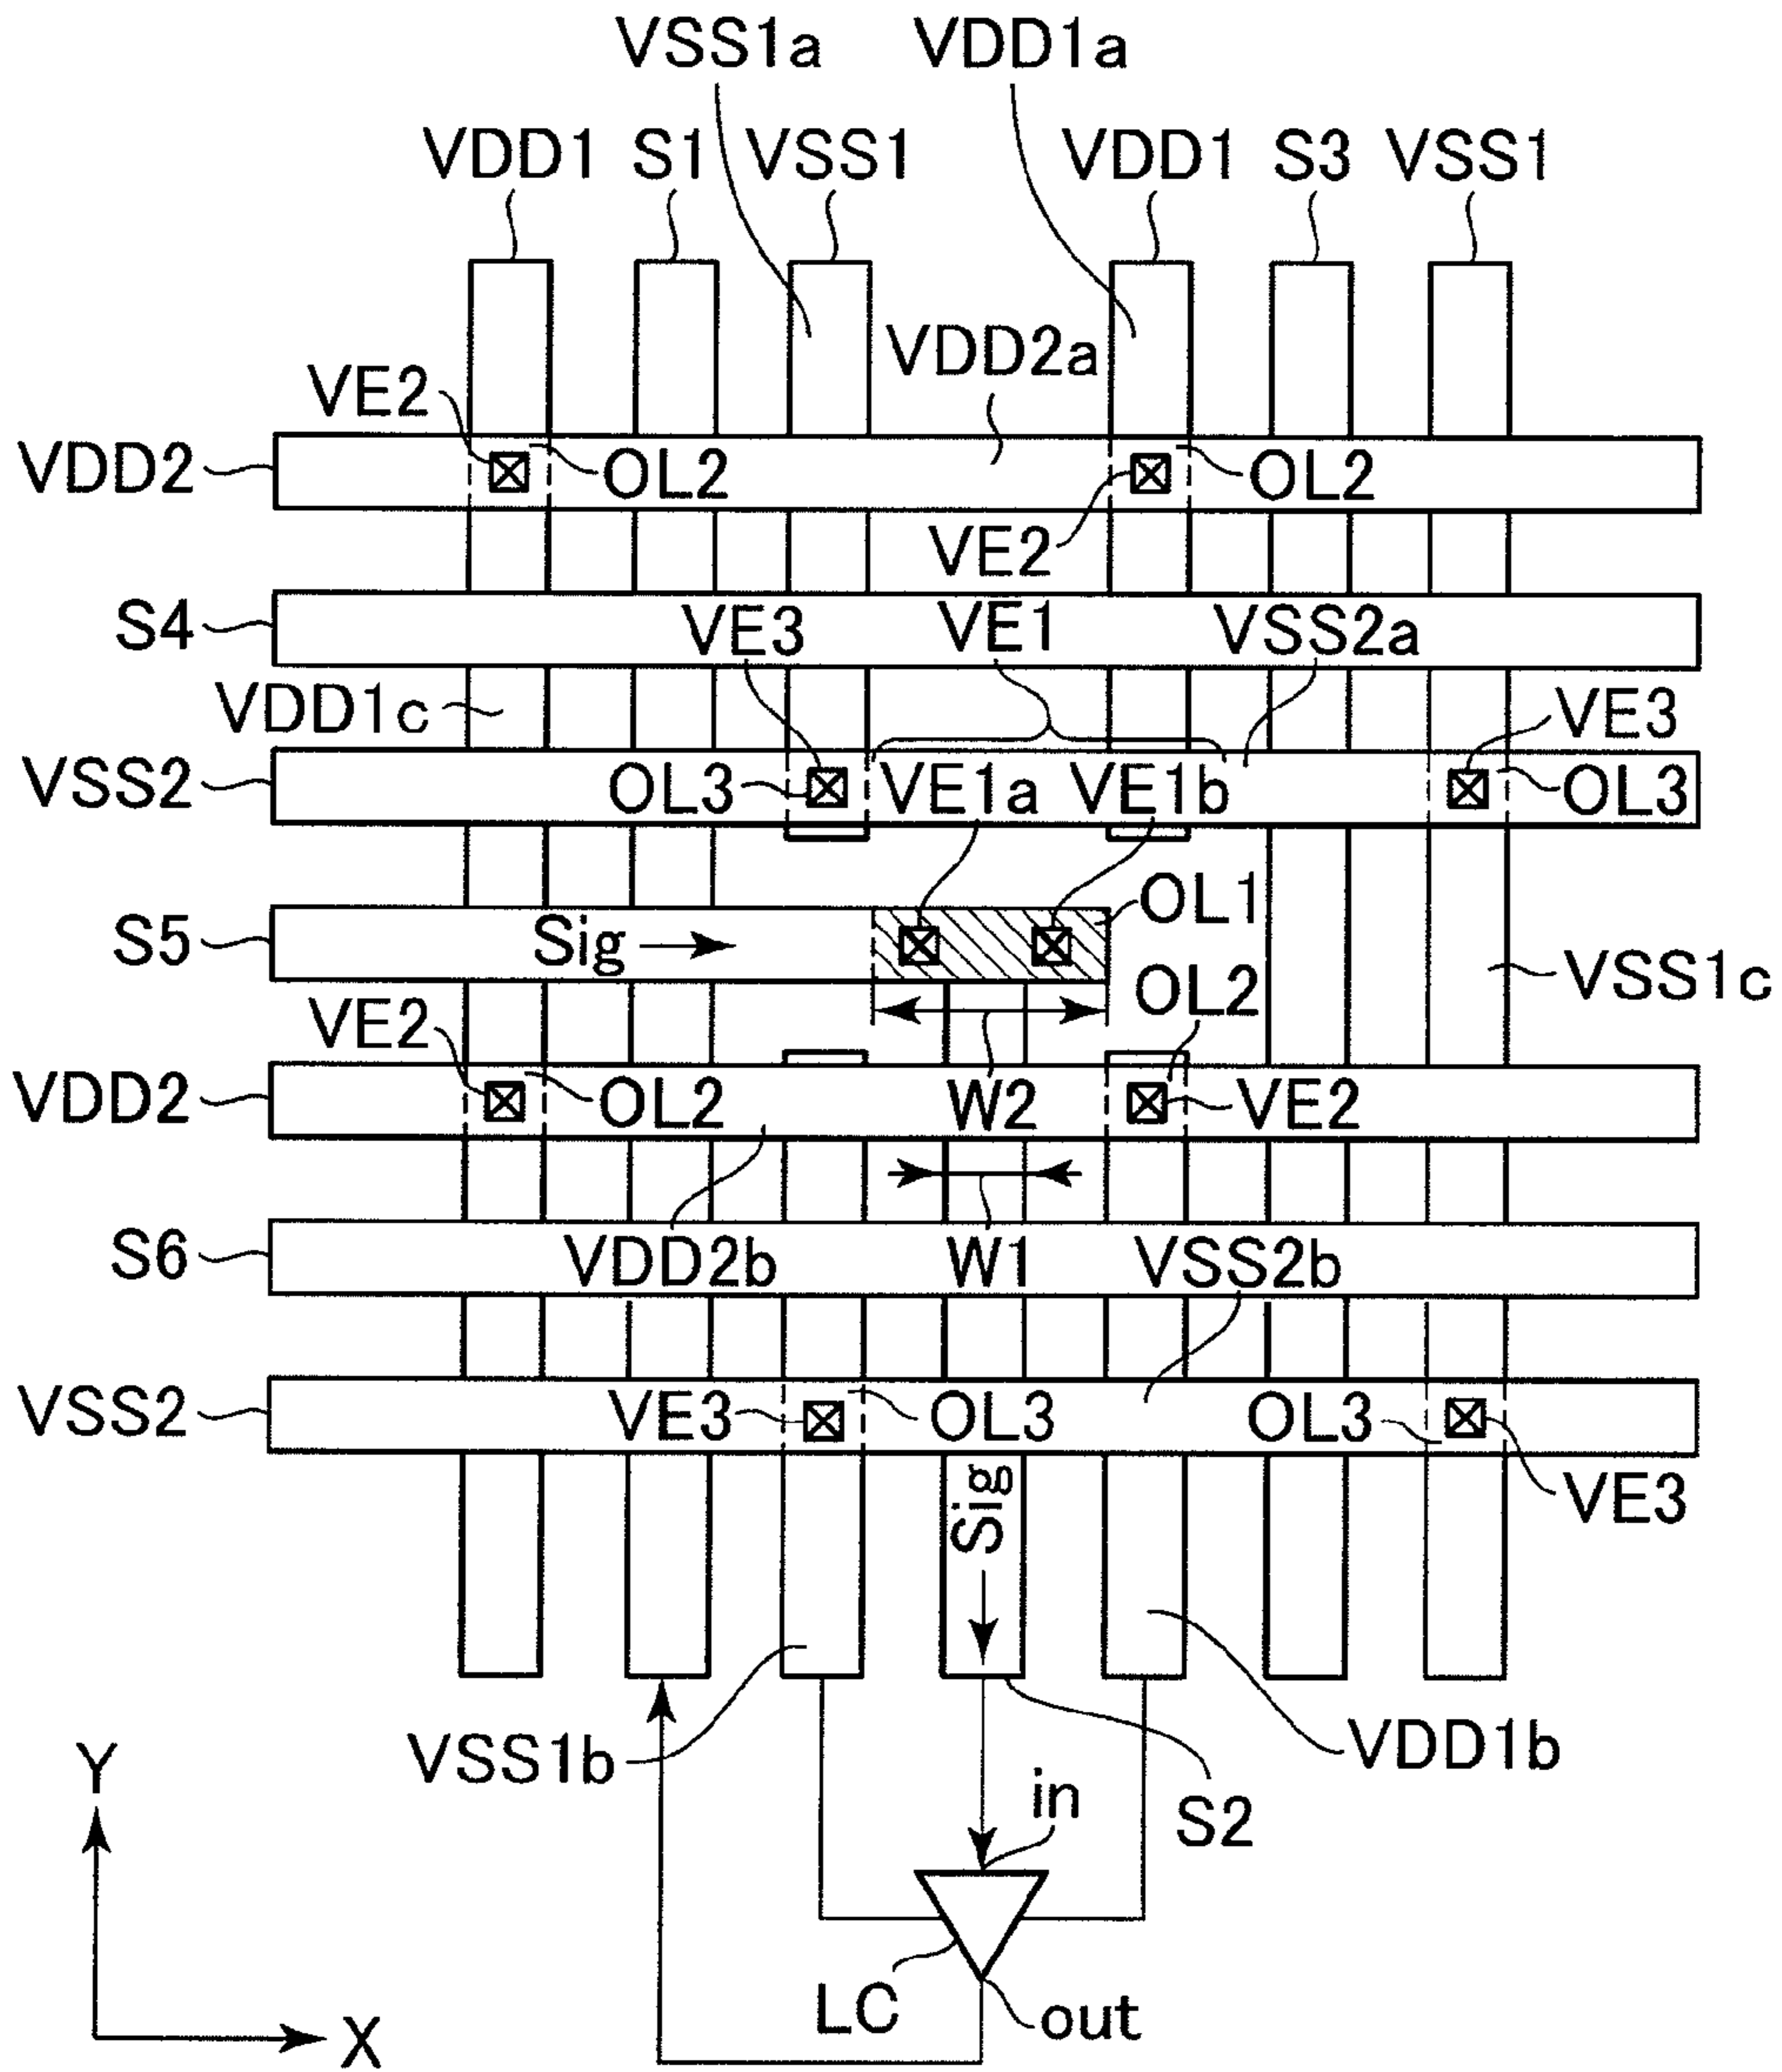 VSS1a VDD1a
VDD1 S1 VSS1 VDD1 S3 VSS1
VDD2a
VE2
VDD2 OL2 OL2
VE2
S4 VE3 VE1 VSS2a
VDD1c VE3
VSS2 OL3 VE1a VE1b OL3
OL1
S5 Sig
VSS1c
OL2
VE2
VDD2 OL2 W2 VE2
S6 VDD2b W1 VSS2b
VSS2 VE3 OL3 OL3
VE3
Sig
VSS1b VDD1b
Y
in S2
LC out
X